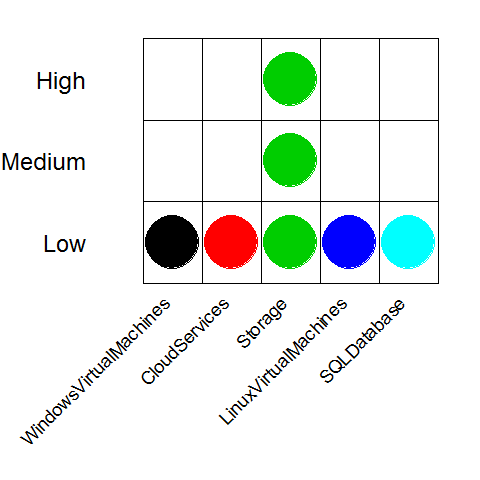 High
Medium
Low
WindowsVirtualMachines
CloudServices
Storage
LinuxVirtualMachines
SQLDatabase